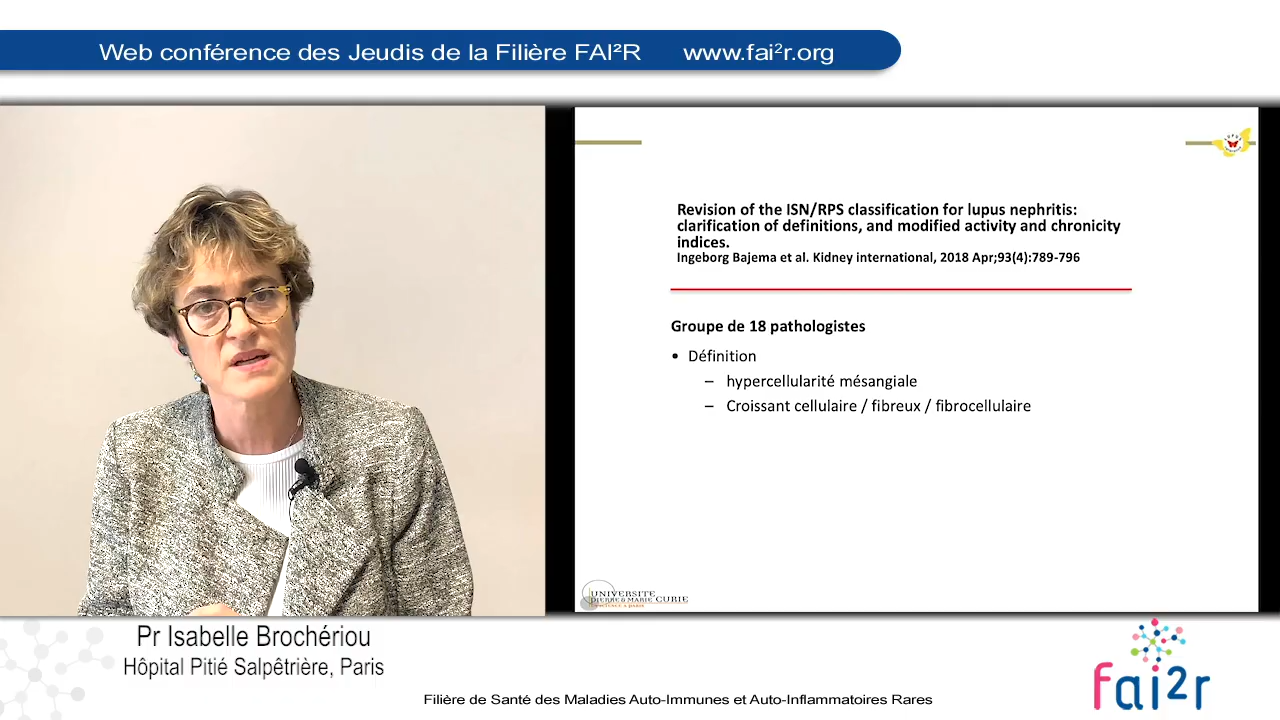 Web conférence des Jeudis de la Filière FAI²R www.fai²r.org
Revision of the ISN/RPS classification for lupus nephritis:
clarification of definitions, and modified activity and chronicity
indices.
Ingeborg Bajema et al. Kidney international, 2018 Apr;93(4):789-796
Groupe de 18 pathologistes
• Définition
– hypercellularité mésangiale
– Croissant cellulaire / fibreux / fibrocellulaire
UNIVERSITE
PIERRE & MARIE CURIE
Pr Isabelle Brochériou
Hôpital Pitié Salpêtrière, Paris
fai2r
Filière de Santé des Maladies Auto-Immunes et Auto-Inflammatoires Rares